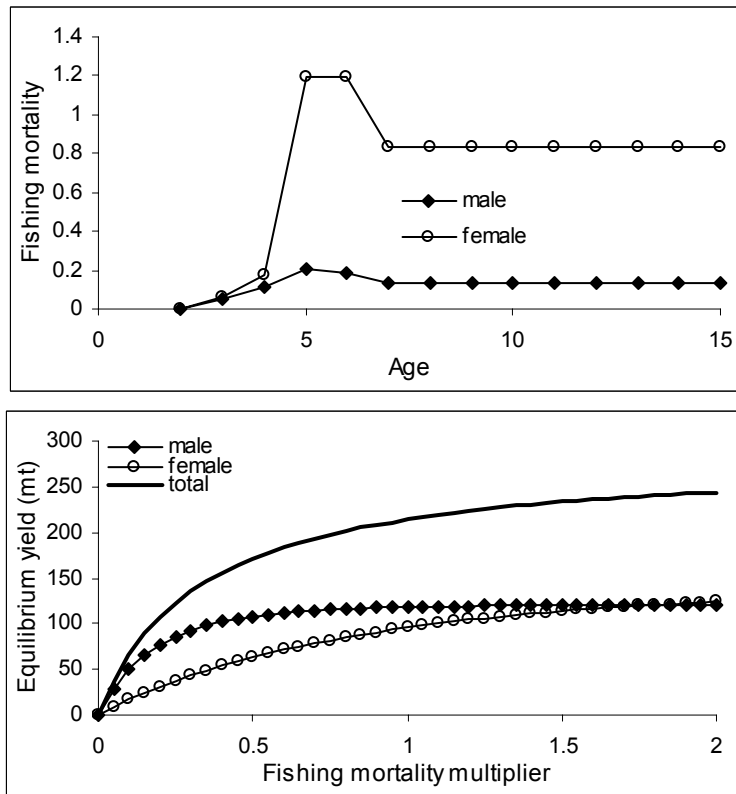 Fishing mortality
1.4
1.2
1
0.8
0.6
0.4
0.2
0
male
female
0 5 10 15
Age
Equilibrium yield (mt)
300
250
200
150
100
50
0
male
female
total
0 0.5 1 1.5 2
Fishing mortality multiplier